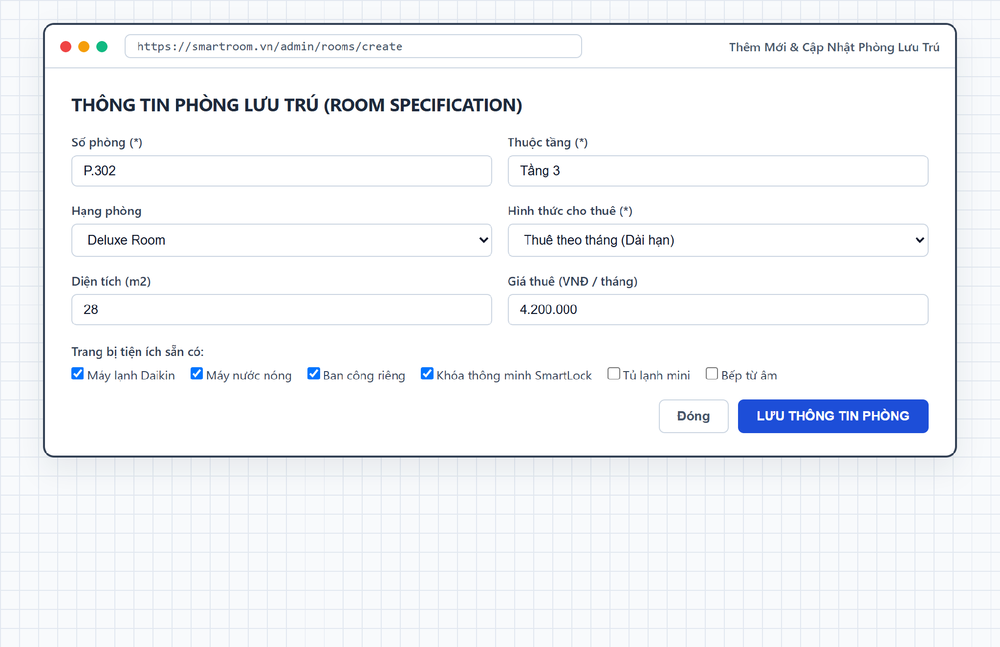 https://smartroom.vn/admin/rooms/create
Thêm Mới & Cập Nhật Phòng Lưu Trú
THÔNG TIN PHÒNG LƯU TRÚ (ROOM SPECIFICATION)
Số phòng (*)
Thuộc tầng (*)
P.302
Tầng 3
Hạng phòng
Hình thức cho thuê (*)
Deluxe Room
Thuê theo tháng (Dài hạn)
Diện tích (m2)
Giá thuê (VNĐ / tháng)
28
4.200.000
Trang bị tiện ích sẵn có:
Máy lạnh Daikin
Máy nước nóng
Ban công riêng
Khóa thông minh SmartLock
Tủ lạnh mini
Bếp từ âm
Đóng
LƯU THÔNG TIN PHÒNG